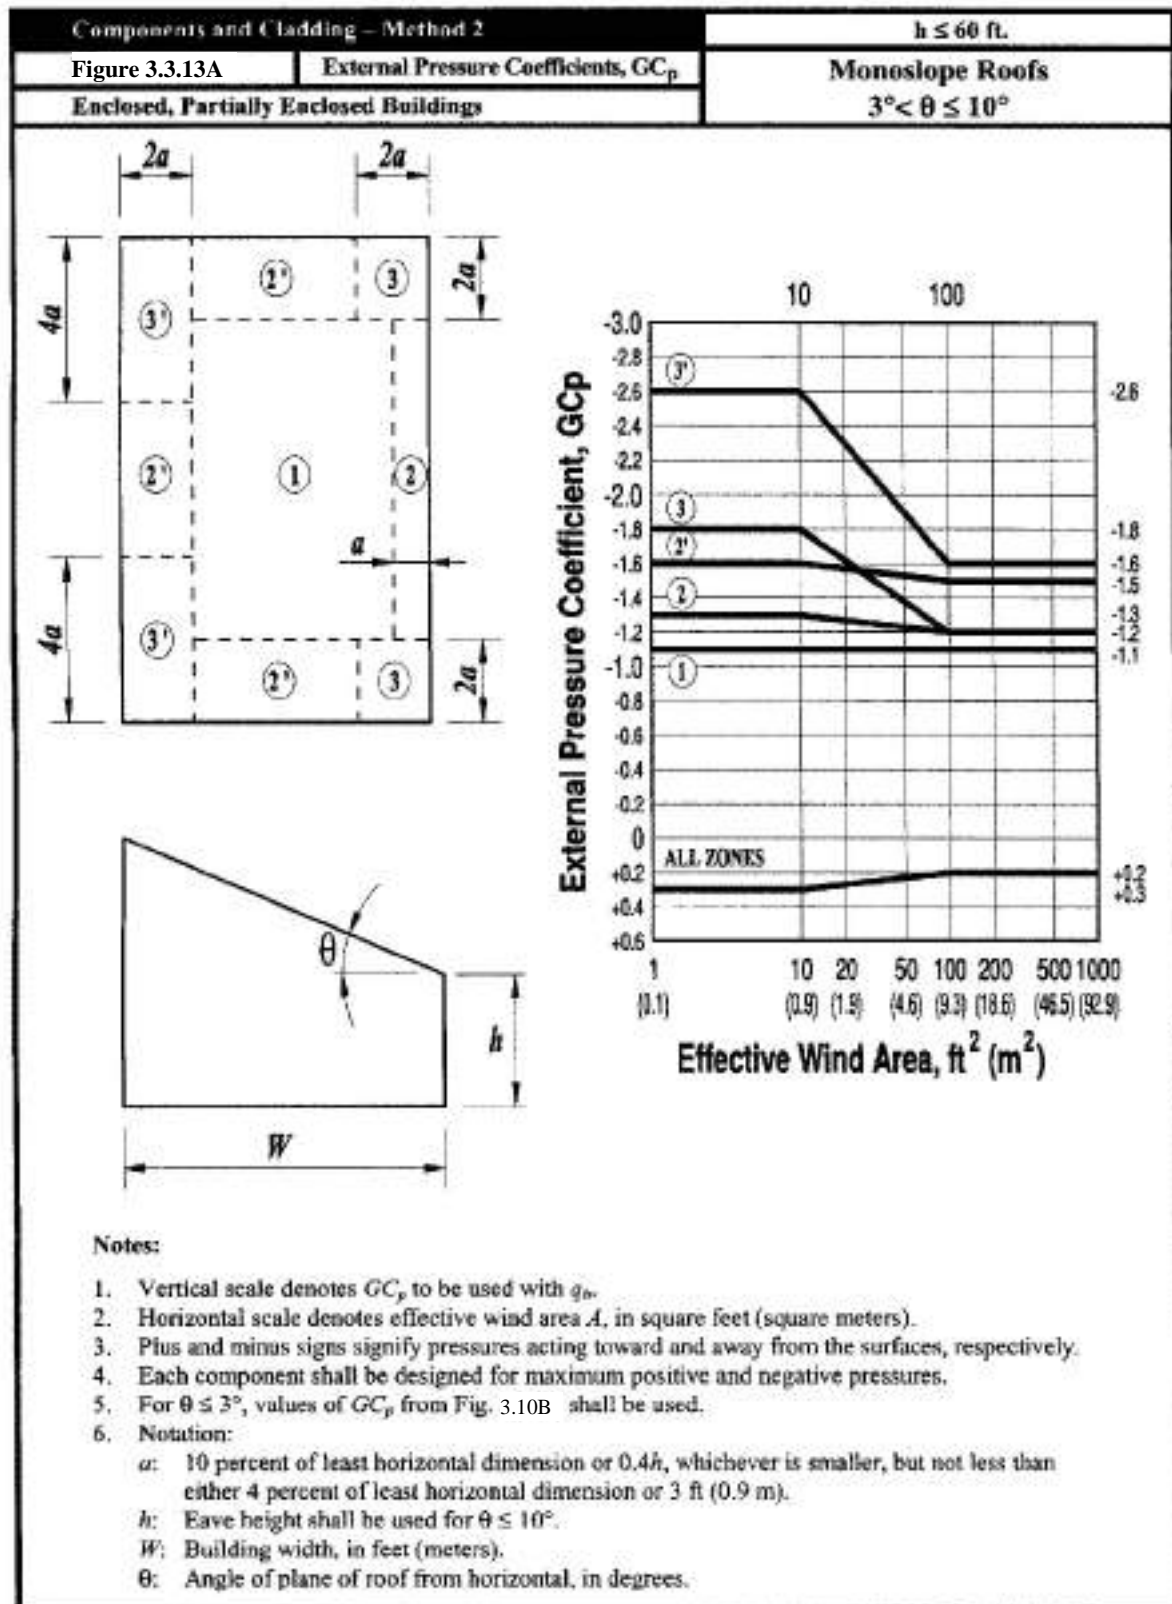 Components and Cladding – Method 2
h ≤ 60 ft.
Figure 3.3.13A
External Pressure Coefficients, GCp
Monoslope Roofs
3°< θ ≤ 10°
Enclosed, Partially Enclosed Buildings
2a
2a
4a
3'
2'
3
2a
2'
1
2
a
4a
3'
2'
3
2a
θ
h
W
10
100
External Pressure Coefficient, GCp
-3.0
-2.8
-2.6
-2.4
-2.2
-2.0
-1.8
-1.6
-1.4
-1.2
-1.0
-0.8
-0.6
-0.4
-0.2
0
+0.2
+0.4
+0.6
3'
3
2'
2
1
ALL ZONES
-2.6
-1.8
-1.6
-1.5
-1.3
-1.2
-1.1
+0.2
+0.3
1 10 20 50 100 200 500 1000
(0.1) (0.9) (1.9) (4.6) (9.3) (18.6) (46.5) (92.9)
Effective Wind Area, ft² (m²)
Notes:
1. Vertical scale denotes GCp to be used with qh.
2. Horizontal scale denotes effective wind area A, in square feet (square meters).
3. Plus and minus signs signify pressures acting toward and away from the surfaces, respectively.
4. Each component shall be designed for maximum positive and negative pressures.
5. For θ ≤ 3°, values of GCp from Fig. 3.10B shall be used.
6. Notation:
a: 10 percent of least horizontal dimension or 0.4h, whichever is smaller, but not less than
either 4 percent of least horizontal dimension or 3 ft (0.9 m).
h: Eave height shall be used for θ ≤ 10°.
W: Building width, in feet (meters).
θ: Angle of plane of roof from horizontal, in degrees.